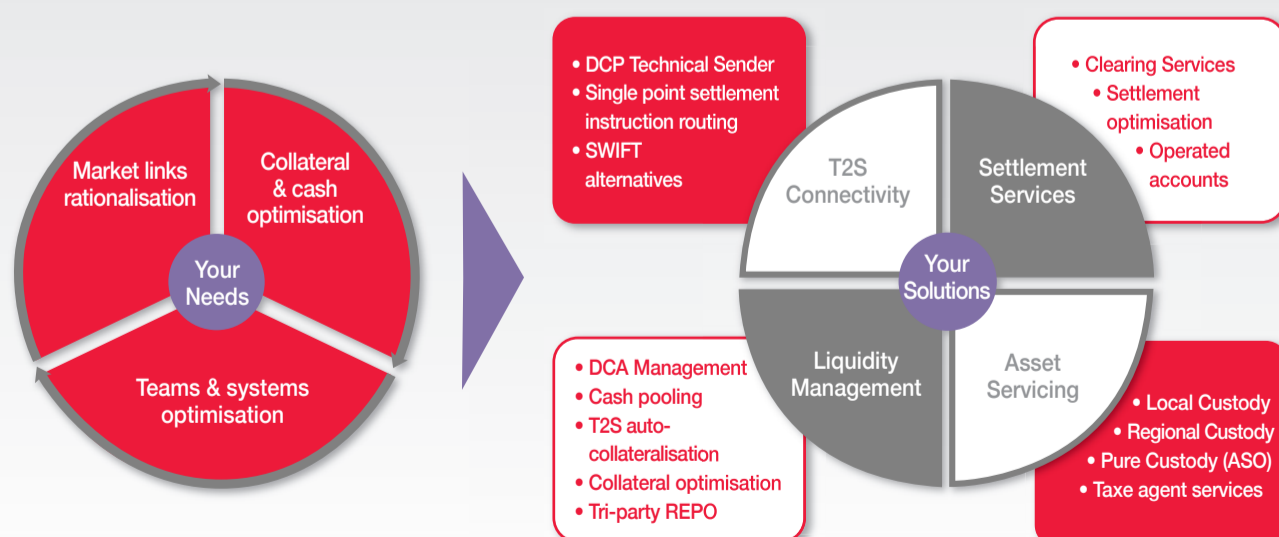 Market links
rationalisation
Collateral
& cash
optimisation
Your
Needs
Teams & systems
optimisation
• DCP Technical Sender
• Single point settlement
instruction routing
• SWIFT
alternatives
T2S
Connectivity
Settlement
Services
• Clearing Services
• Settlement
optimisation
• Operated
accounts
Your
Solutions
• DCA Management
• Cash pooling
• T2S auto-
collateralisation
• Collateral optimisation
• Tri-party REPO
Liquidity
Management
Asset
Servicing
• Local Custody
• Regional Custody
• Pure Custody (ASO)
• Taxe agent services